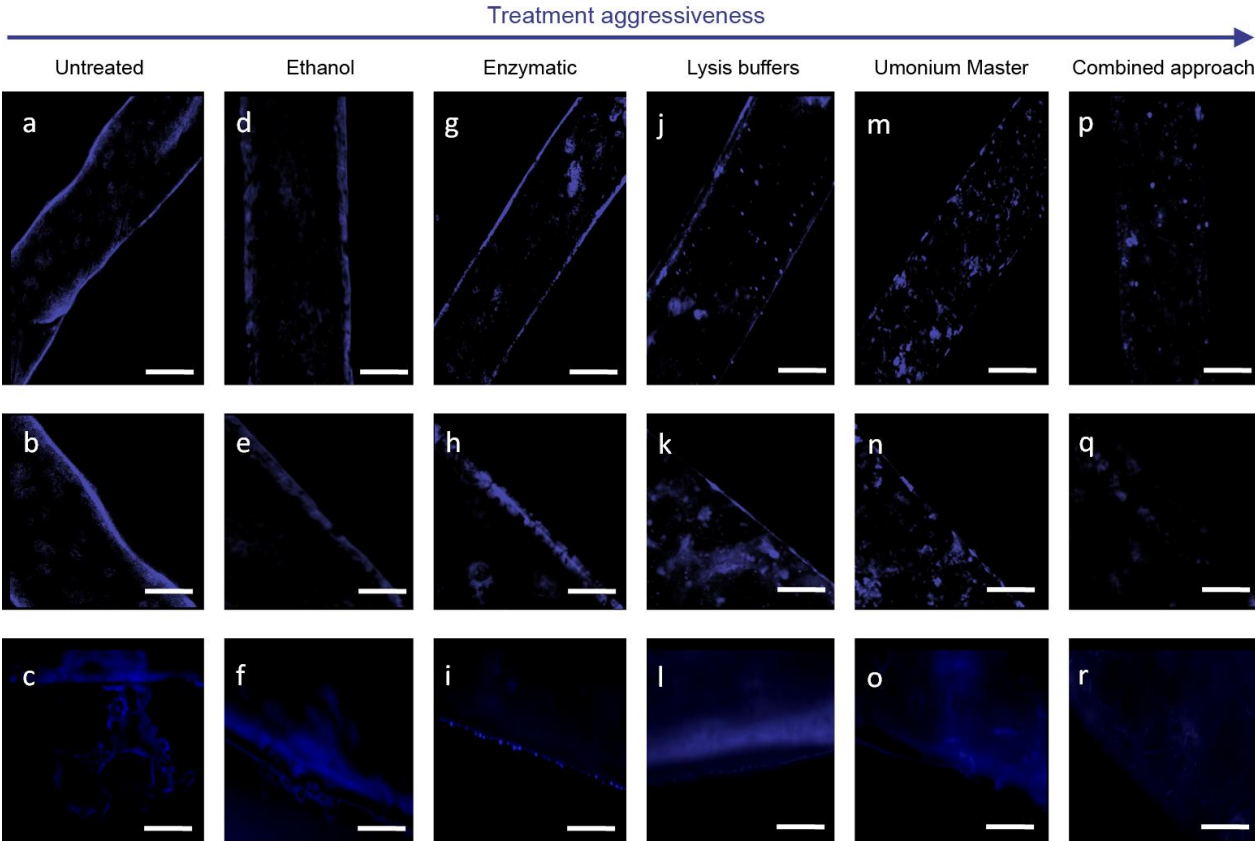 Treatment aggressiveness
Untreated Ethanol Enzymatic Lysis buffers Umonium Master Combined approach
a d g j m p
b e h k n q
c f i l o r